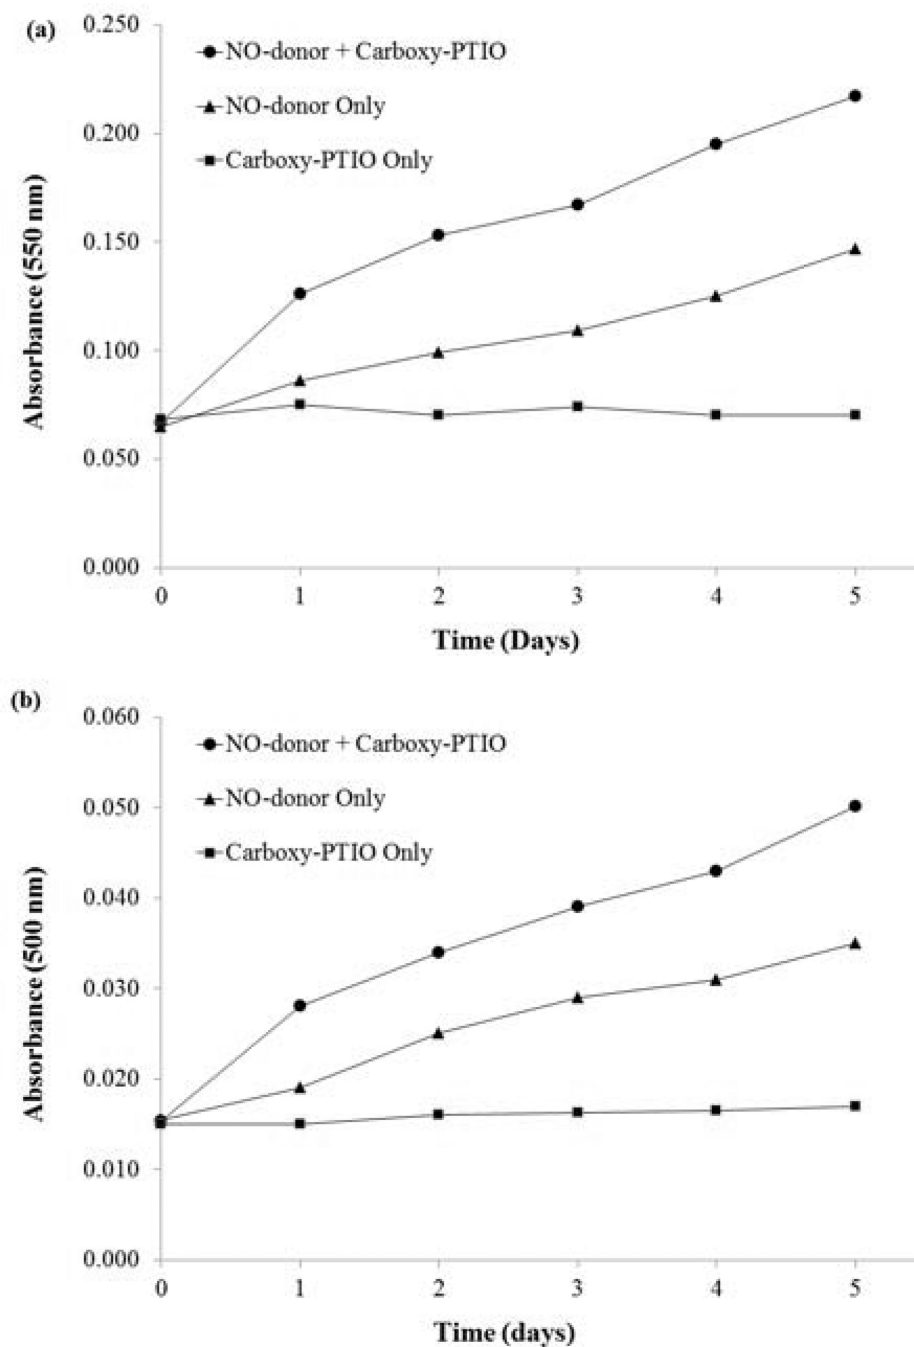 (a)
0.250
NO-donor + Carboxy-PTIO
0.200
NO-donor Only
Carboxy-PTIO Only
0.150
Absorbance (550 nm)
0.100
0.050
0.000
0 1 2 3 4 5
Time (Days)
(b)
0.060
NO-donor + Carboxy-PTIO
0.050
NO-donor Only
Carboxy-PTIO Only
0.040
Absorbance (500 nm)
0.030
0.020
0.010
0.000
0 1 2 3 4 5
Time (days)